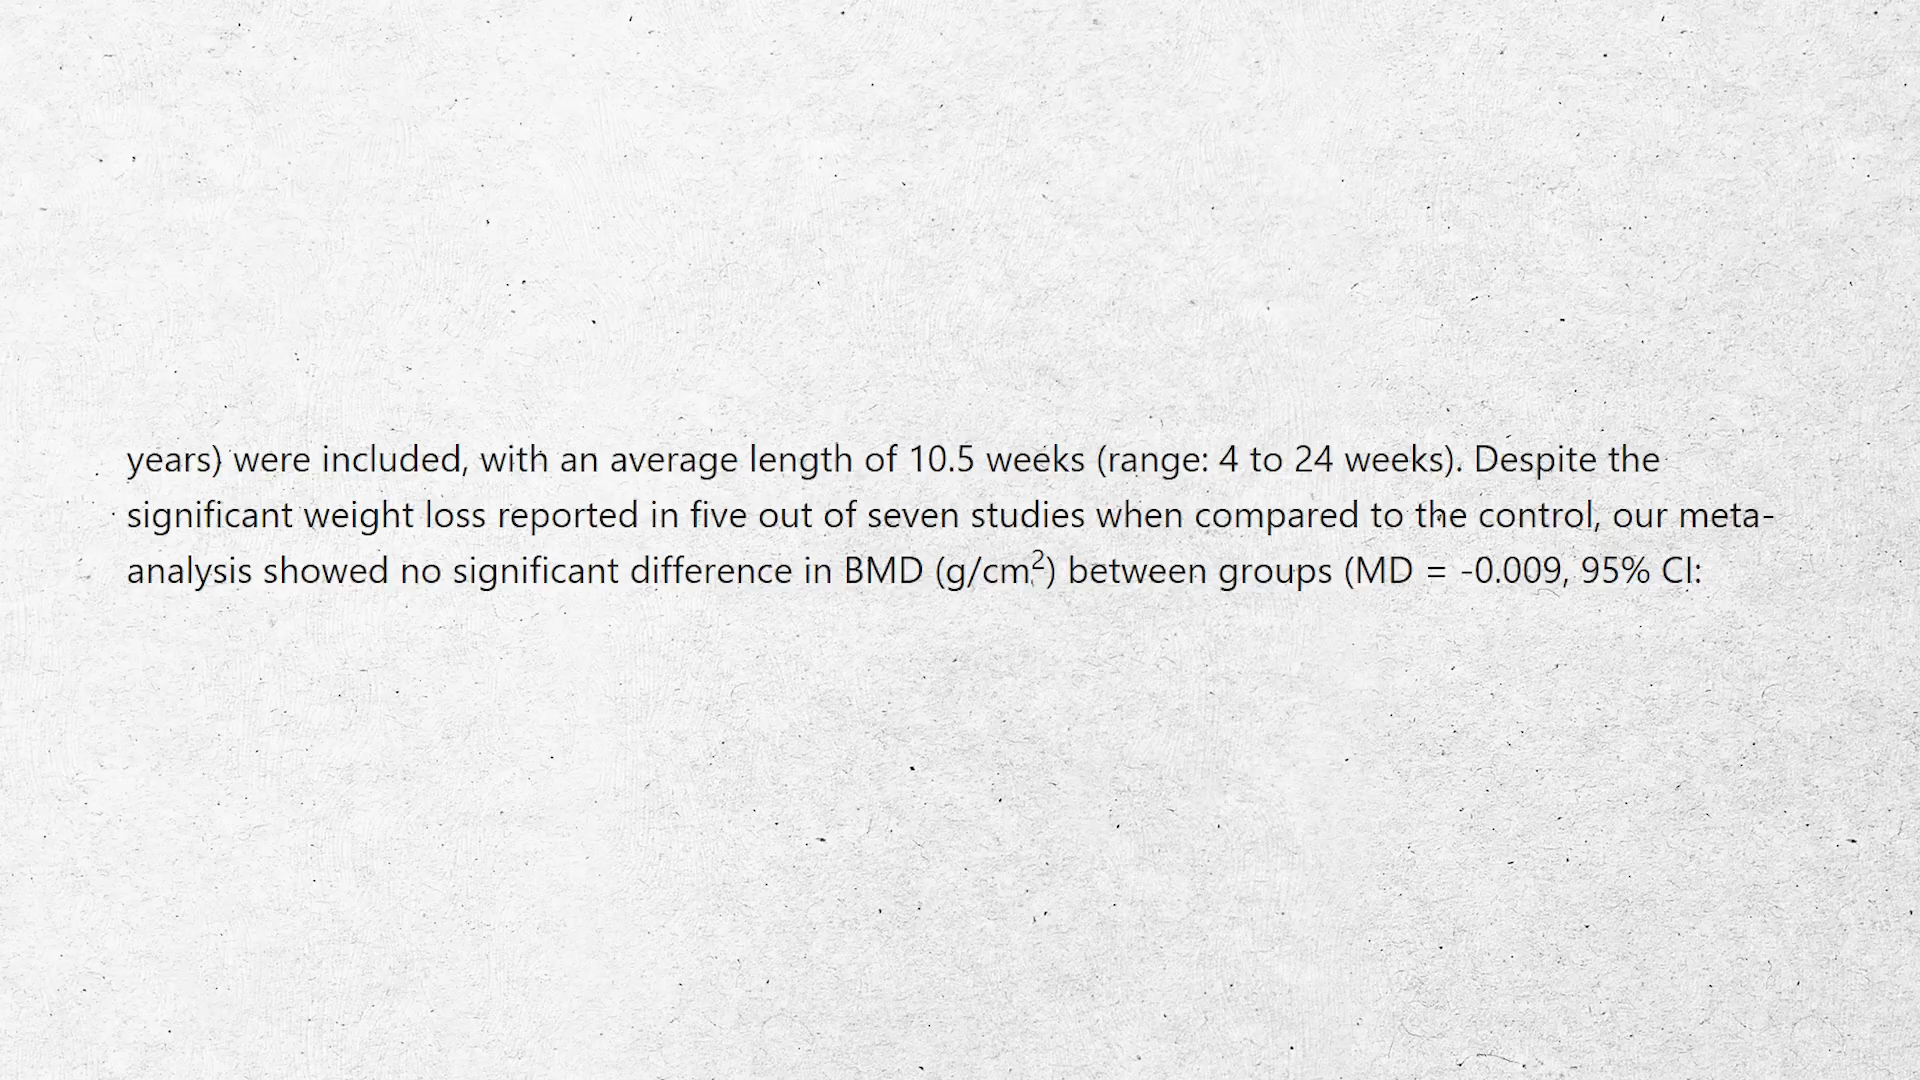 years) were included, with an average length of 10.5 weeks (range: 4 to 24 weeks). Despite the
significant weight loss reported in five out of seven studies when compared to the control, our meta-
analysis showed no significant difference in BMD (g/cm²) between groups (MD = -0.009, 95% CI: